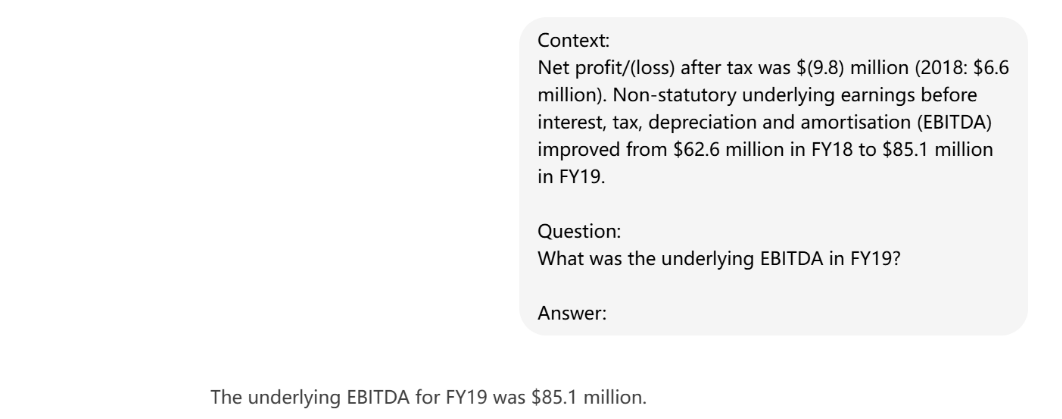 Context:
Net profit/(loss) after tax was $(9.8) million (2018: $6.6
million). Non-statutory underlying earnings before
interest, tax, depreciation and amortisation (EBITDA)
improved from $62.6 million in FY18 to $85.1 million
in FY19.
Question:
What was the underlying EBITDA in FY19?
Answer:
The underlying EBITDA for FY19 was $85.1 million.